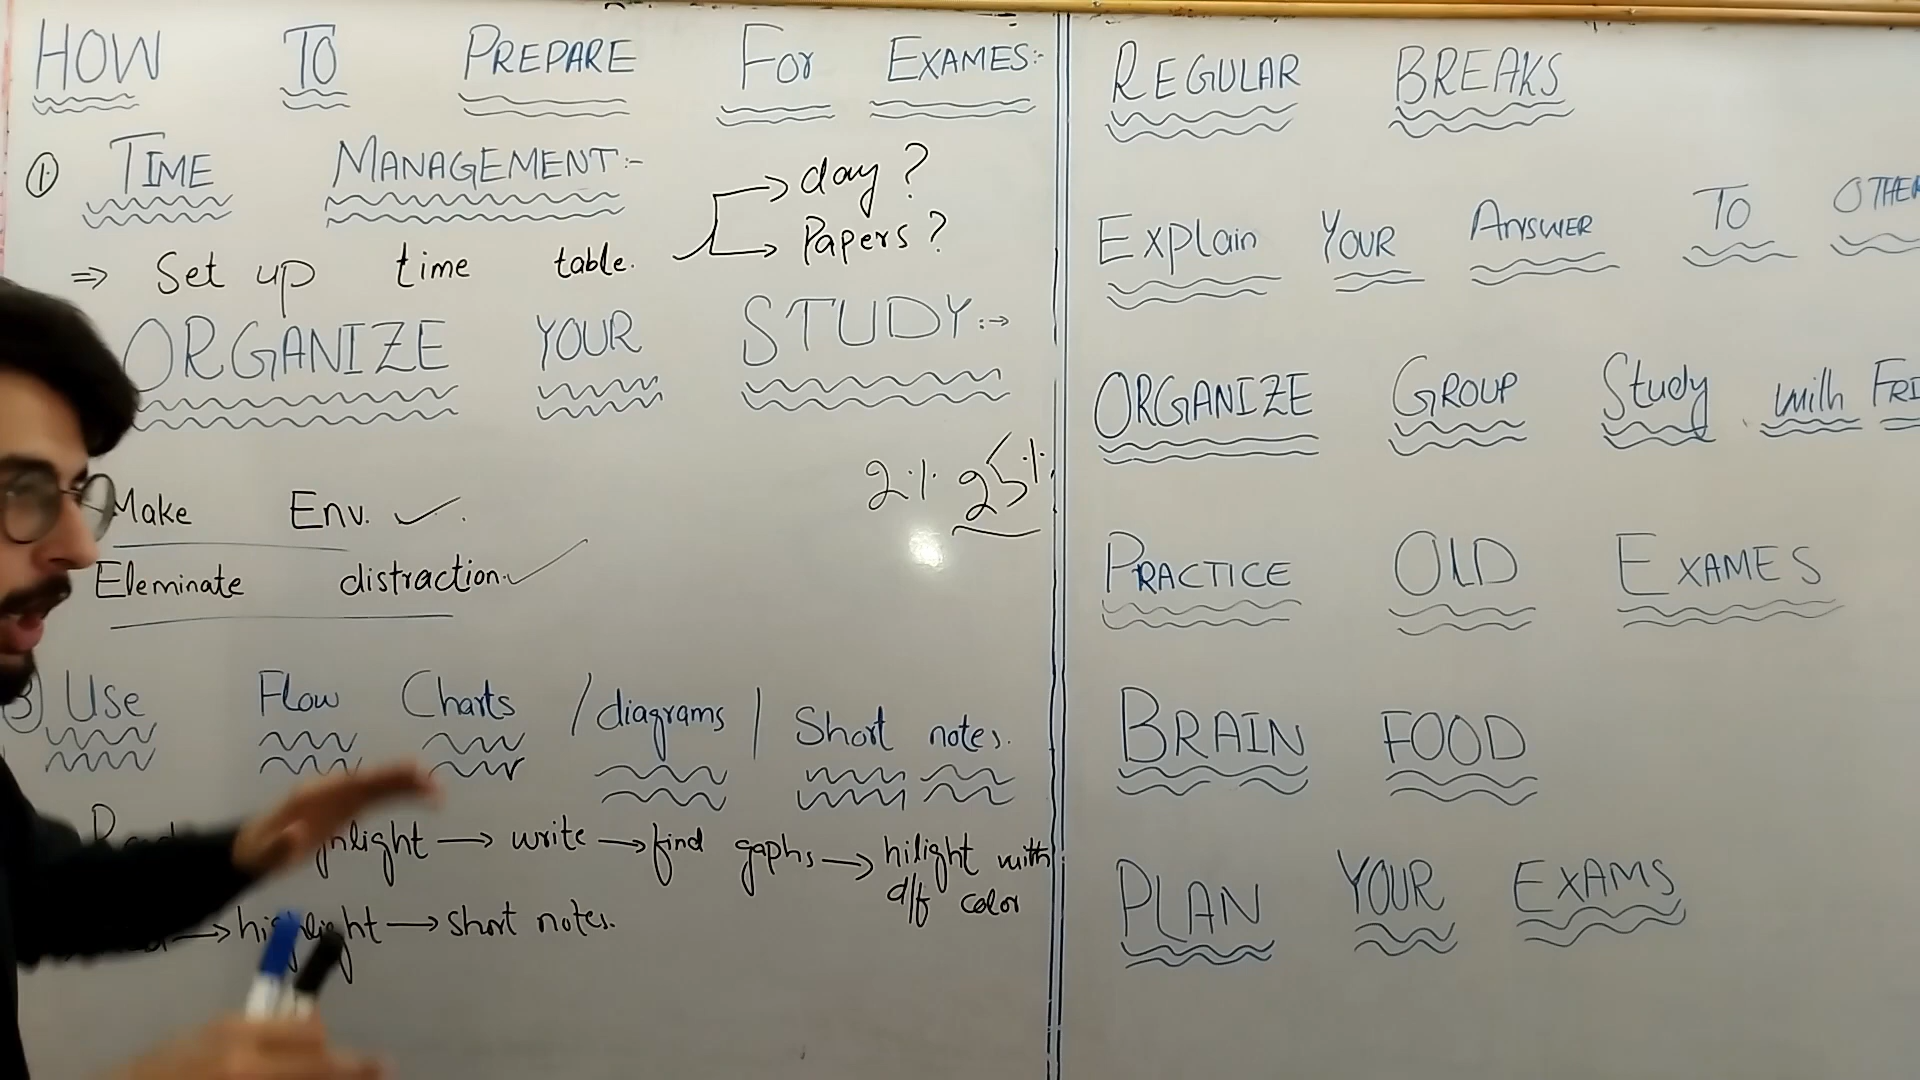 HOW TO PREPARE FOR EXAMES:-
① TIME MANAGEMENT:-
day ?
⇒ Set up time table. Papers ?
ORGANIZE YOUR STUDY:→
2% 25%
Make Env. ✓.
Eleminate distraction. ✓
3) Use Flow Charts / diagrams / Short notes.
→ write → find gaphs → hilight with
d/f color
→ highlight → short notes.
REGULAR BREAKS
Explain YOUR ANSWER TO
ORGANIZE GROUP Study with
PRACTICE OLD EXAMES
BRAIN FOOD
PLAN YOUR EXAMS